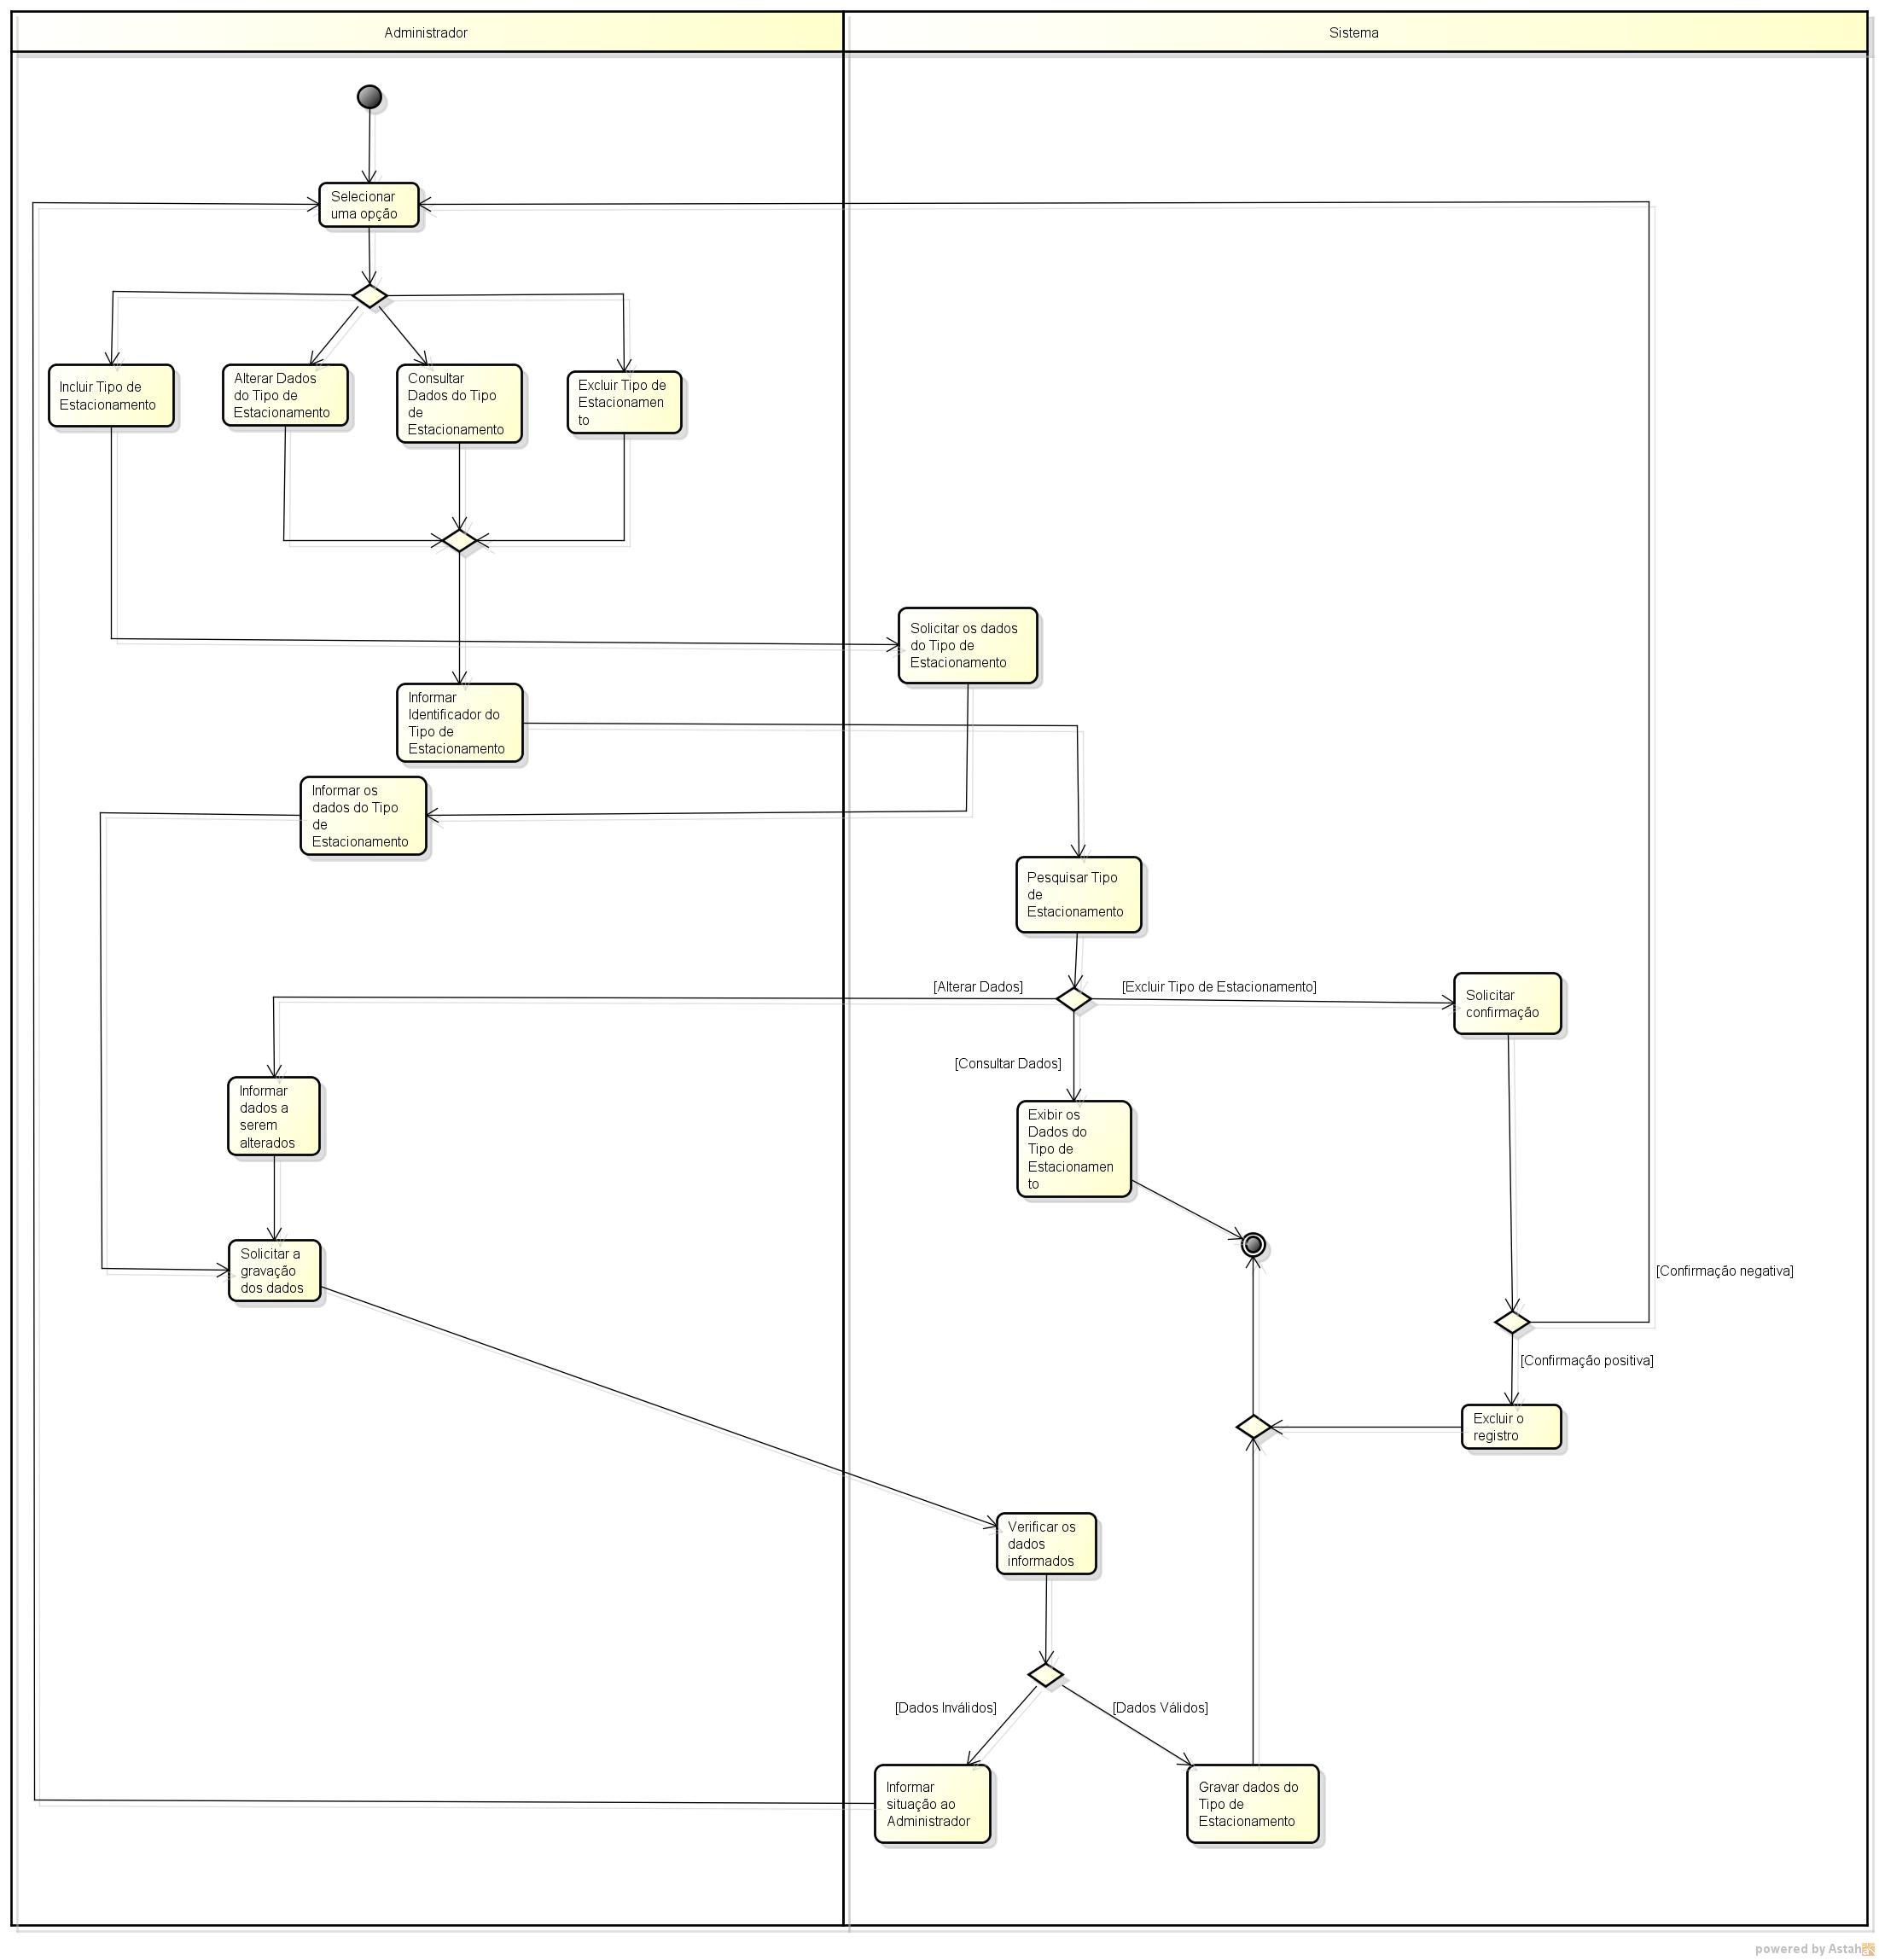 Administrador
Sistema
Selecionar
uma opção
Incluir Tipo de
Estacionamento
Alterar Dados
do Tipo de
Estacionamento
Consultar
Dados do Tipo
de
Estacionamento
Excluir Tipo de
Estacionamen
to
Solicitar os dados
do Tipo de
Estacionamento
Informar
Identificador do
Tipo de
Estacionamento
Informar os
dados do Tipo
de
Estacionamento
Pesquisar Tipo
de
Estacionamento
[Alterar Dados]
[Excluir Tipo de Estacionamento]
Solicitar
confirmação
[Consultar Dados]
Informar
dados a
serem
alterados
Exibir os
Dados do
Tipo de
Estacionamen
to
Solicitar a
gravação
dos dados
[Confirmação negativa]
[Confirmação positiva]
Excluir o
registro
Verificar os
dados
informados
[Dados Inválidos]
[Dados Válidos]
Informar
situação ao
Administrador
Gravar dados do
Tipo de
Estacionamento
powered by Astah